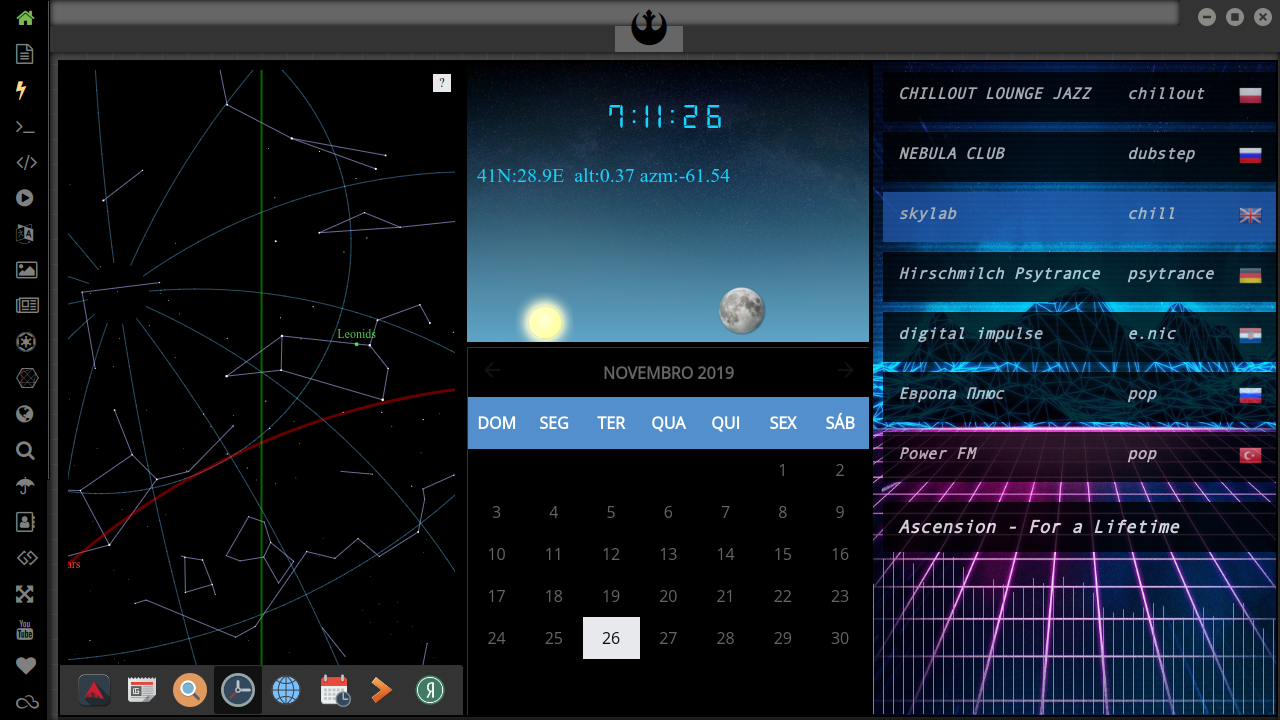 ?
Leonids
ars
7:11:26
41N:28.9E alt:0.37 azm:-61.54
NOVEMBRO 2019
DOM SEG TER QUA QUI SEX SÁB
1 2
3 4 5 6 7 8 9
10 11 12 13 14 15 16
17 18 19 20 21 22 23
24 25 26 27 28 29 30
CHILLOUT LOUNGE JAZZ chillout
NEBULA CLUB dubstep
skylab chill
Hirschmilch Psytrance psytrance
digital impulse e.nic
Европа Плюс pop
Power FM pop
Ascension - For a Lifetime
You
Tube
Я